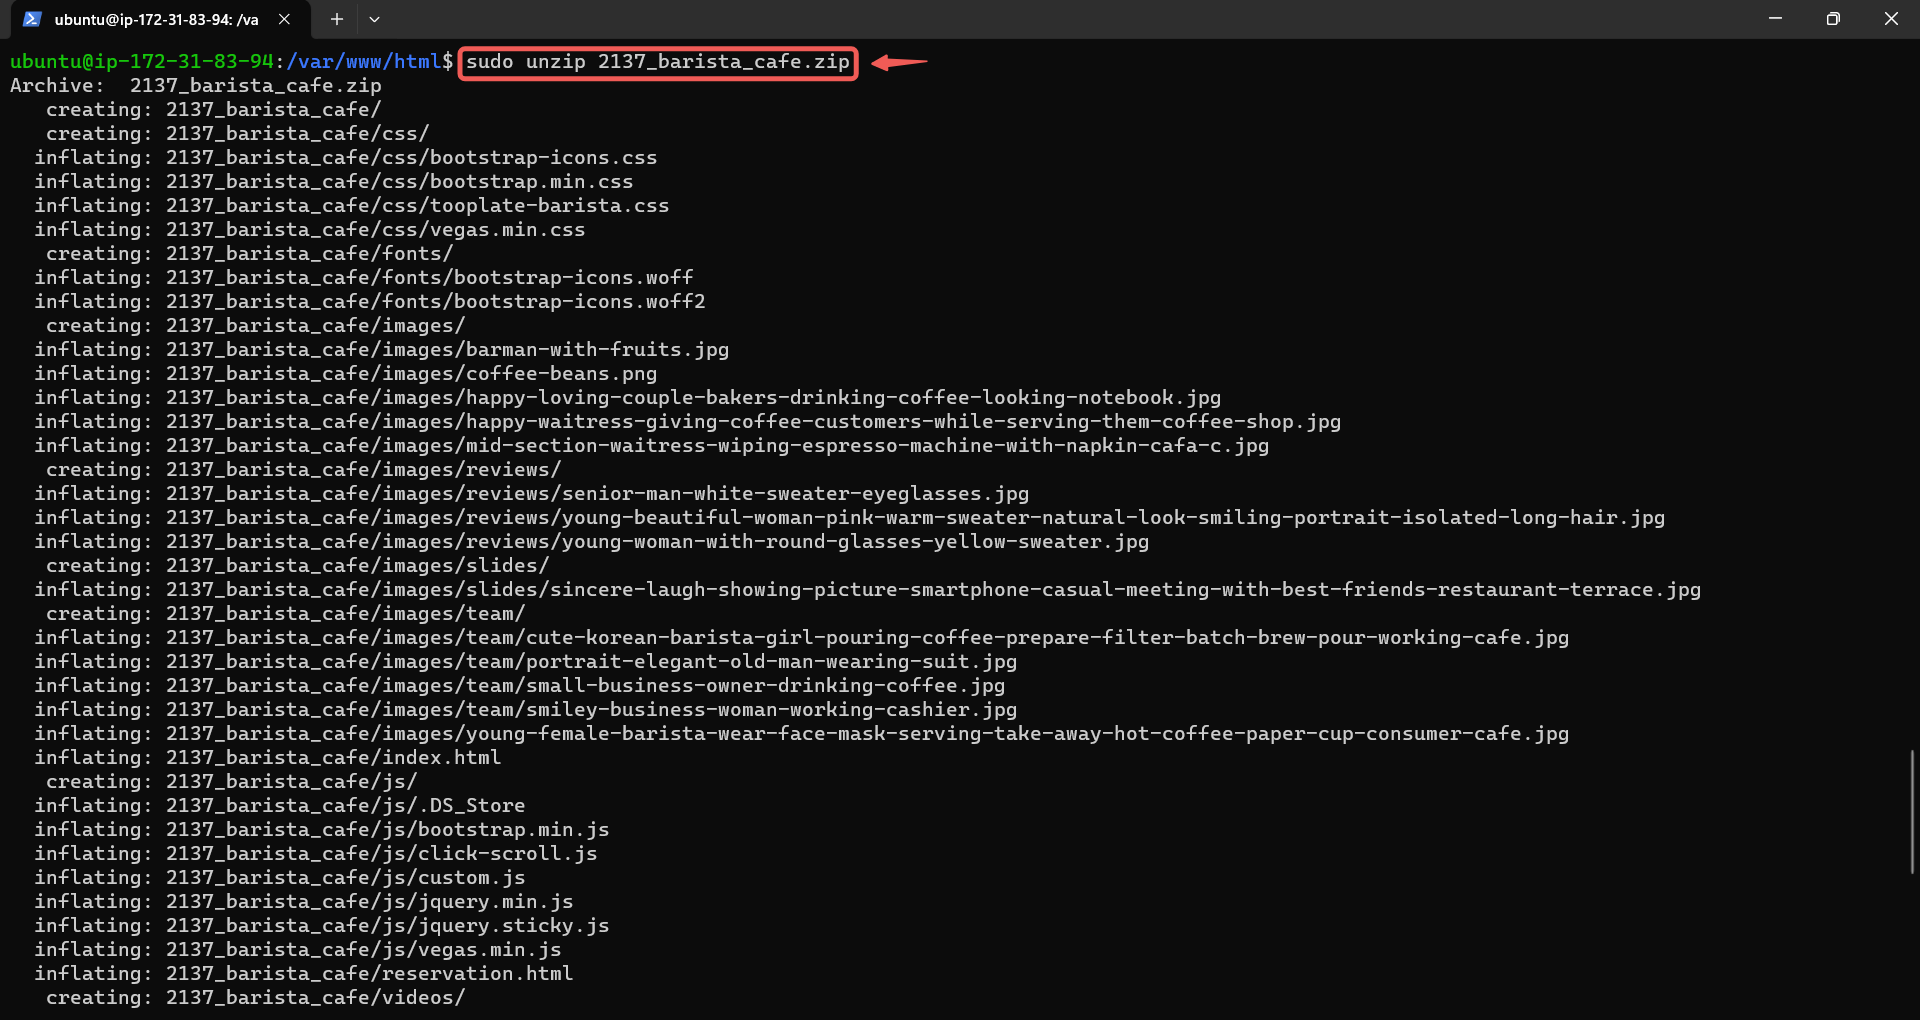 ubuntu@ip-172-31-83-94: /va
ubuntu@ip-172-31-83-94:/var/www/html$ sudo unzip 2137_barista_cafe.zip
Archive:  2137_barista_cafe.zip
   creating: 2137_barista_cafe/
   creating: 2137_barista_cafe/css/
  inflating: 2137_barista_cafe/css/bootstrap-icons.css
  inflating: 2137_barista_cafe/css/bootstrap.min.css
  inflating: 2137_barista_cafe/css/tooplate-barista.css
  inflating: 2137_barista_cafe/css/vegas.min.css
   creating: 2137_barista_cafe/fonts/
  inflating: 2137_barista_cafe/fonts/bootstrap-icons.woff
  inflating: 2137_barista_cafe/fonts/bootstrap-icons.woff2
   creating: 2137_barista_cafe/images/
  inflating: 2137_barista_cafe/images/barman-with-fruits.jpg
  inflating: 2137_barista_cafe/images/coffee-beans.png
  inflating: 2137_barista_cafe/images/happy-loving-couple-bakers-drinking-coffee-looking-notebook.jpg
  inflating: 2137_barista_cafe/images/happy-waitress-giving-coffee-customers-while-serving-them-coffee-shop.jpg
  inflating: 2137_barista_cafe/images/mid-section-waitress-wiping-espresso-machine-with-napkin-cafa-c.jpg
   creating: 2137_barista_cafe/images/reviews/
  inflating: 2137_barista_cafe/images/reviews/senior-man-white-sweater-eyeglasses.jpg
  inflating: 2137_barista_cafe/images/reviews/young-beautiful-woman-pink-warm-sweater-natural-look-smiling-portrait-isolated-long-hair.jpg
  inflating: 2137_barista_cafe/images/reviews/young-woman-with-round-glasses-yellow-sweater.jpg
   creating: 2137_barista_cafe/images/slides/
  inflating: 2137_barista_cafe/images/slides/sincere-laugh-showing-picture-smartphone-casual-meeting-with-best-friends-restaurant-terrace.jpg
   creating: 2137_barista_cafe/images/team/
  inflating: 2137_barista_cafe/images/team/cute-korean-barista-girl-pouring-coffee-prepare-filter-batch-brew-pour-working-cafe.jpg
  inflating: 2137_barista_cafe/images/team/portrait-elegant-old-man-wearing-suit.jpg
  inflating: 2137_barista_cafe/images/team/small-business-owner-drinking-coffee.jpg
  inflating: 2137_barista_cafe/images/team/smiley-business-woman-working-cashier.jpg
  inflating: 2137_barista_cafe/images/young-female-barista-wear-face-mask-serving-take-away-hot-coffee-paper-cup-consumer-cafe.jpg
  inflating: 2137_barista_cafe/index.html
   creating: 2137_barista_cafe/js/
  inflating: 2137_barista_cafe/js/.DS_Store
  inflating: 2137_barista_cafe/js/bootstrap.min.js
  inflating: 2137_barista_cafe/js/click-scroll.js
  inflating: 2137_barista_cafe/js/custom.js
  inflating: 2137_barista_cafe/js/jquery.min.js
  inflating: 2137_barista_cafe/js/jquery.sticky.js
  inflating: 2137_barista_cafe/js/vegas.min.js
  inflating: 2137_barista_cafe/reservation.html
   creating: 2137_barista_cafe/videos/